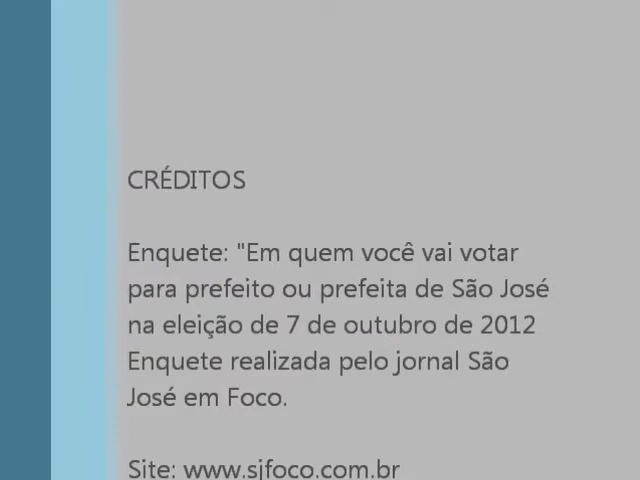 CRÉDITOS
Enquete: "Em quem você vai votar
para prefeito ou prefeita de São José
na eleição de 7 de outubro de 2012
Enquete realizada pelo jornal São
José em Foco.
Site: www.sjfoco.com.br